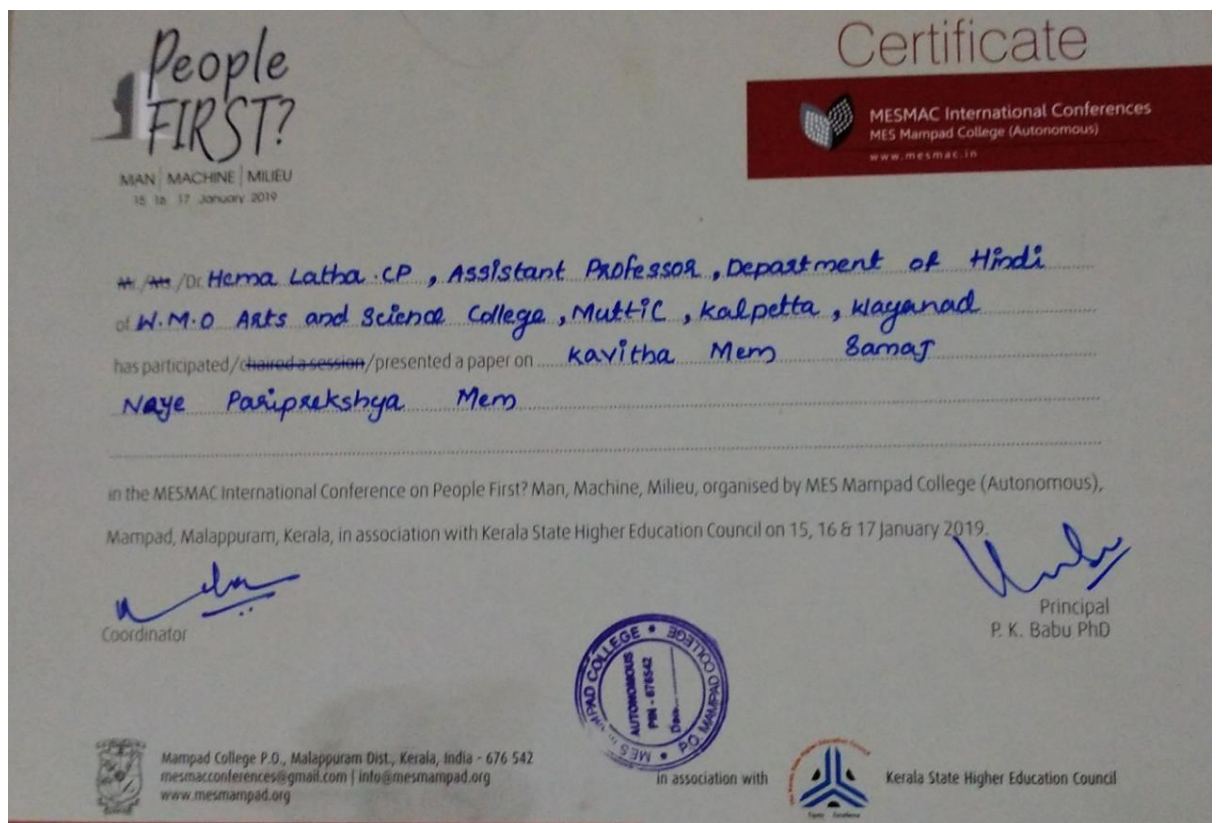 People
FIRST?
MAN | MACHINE | MILIEU
15 16 17 January 2019
Certificate
MESMAC International Conferences
MES Mampad College (Autonomous)
www.mesmac.in
Mr./Ms./Dr. Hema Latha .CP , Assistant Professor , Department of Hindi
of W.M.O Arts and Science College , MuttiC , Kalpetta , Wayanad
has participated/chaired a session/presented a paper on Kavitha Mem Samaj
Naye Pariprekshya Mem
in the MESMAC International Conference on People First? Man, Machine, Milieu, organised by MES Mampad College (Autonomous),
Mampad, Malappuram, Kerala, in association with Kerala State Higher Education Council on 15, 16 & 17 January 2019.
Coordinator
Principal
P. K. Babu PhD
MES MAMPAD COLLEGE • P.O. MAMPAD COLLEGE •
AUTONOMOUS
PIN - 676542
Date
Mampad College P.O., Malappuram Dist., Kerala, India - 676 542
mesmacconferences@gmail.com | info@mesmampad.org
www.mesmampad.org
in association with
Kerala State Higher Education Council